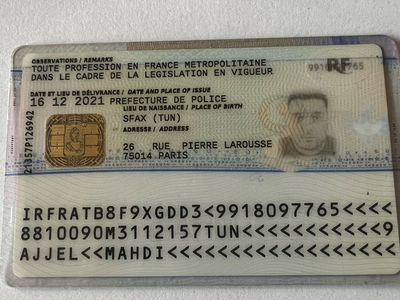 OBSERVATIONS / REMARKS
RF
TOUTE PROFESSION EN FRANCE METROPOLITAINE
DANS LE CADRE DE LA LEGISLATION EN VIGUEUR
DATE ET LIEU DE DÉLIVRANCE / DATE AND PLACE OF ISSUE
16 12 2021 PREFECTURE DE POLICE
LIEU DE NAISSANCE / PLACE OF BIRTH
SFAX (TUN)
ADRESSE / ADDRESS
26 RUE PIERRE LAROUSSE
75014 PARIS
IRFRATB8F9XGDD3<9918097765<<<<<
8810090M3112157TUN<<<<<<<<<<<9
AJJEL<<MAHDI<<<<<<<<<<<<<<<<<<